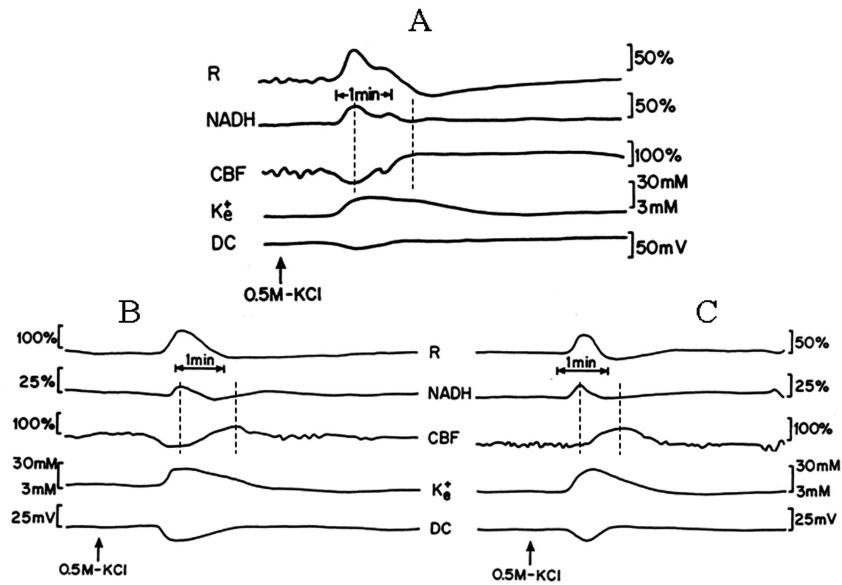 A
R
50%
1min
NADH
50%
CBF
100%
30mM
K⁺e
3mM
DC
50mV
0.5M-KCl
B
C
100%
R
50%
1min
1min
25%
NADH
25%
100%
CBF
100%
30mM
30mM
3mM
K⁺e
3mM
25mV
DC
25mV
0.5M-KCl
0.5M-KCl